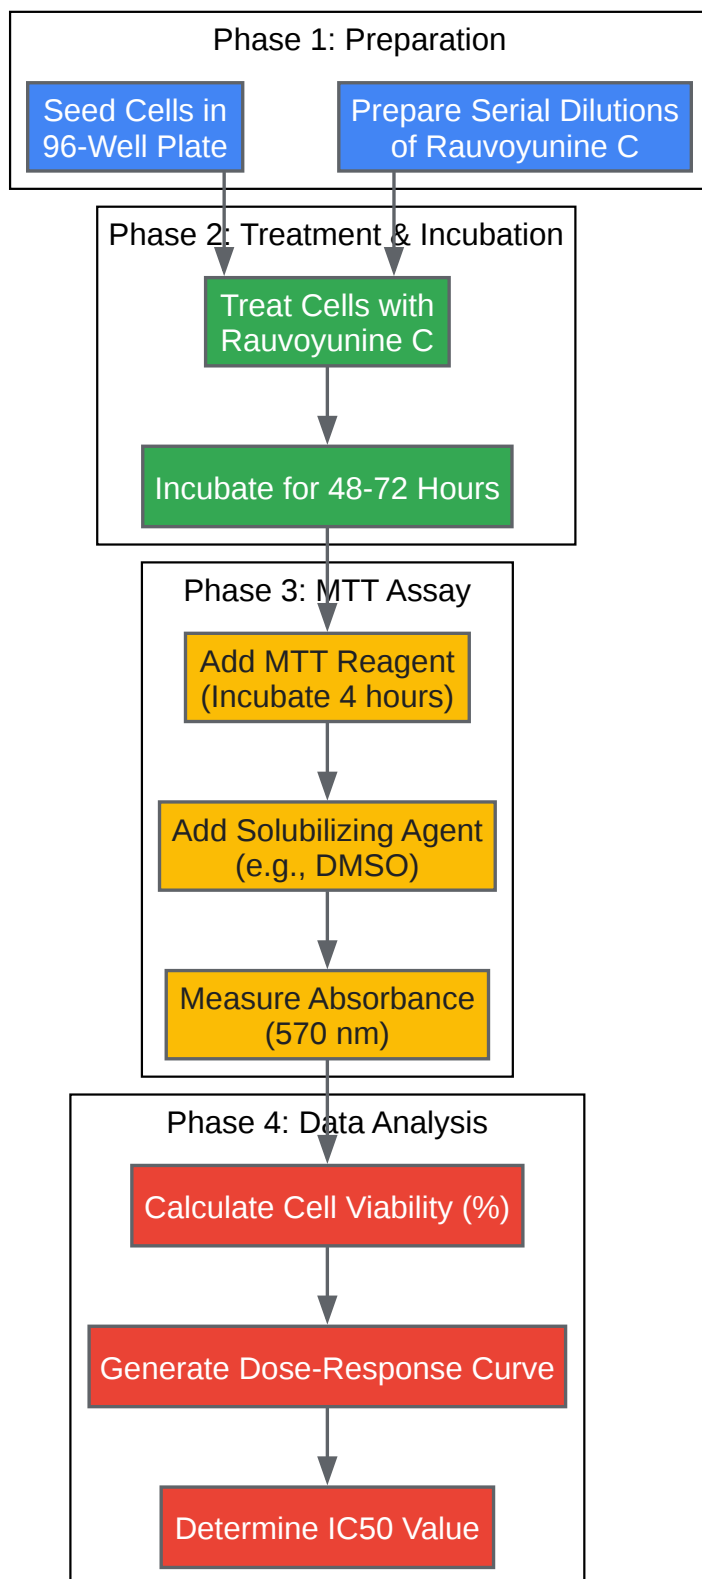 Phase 1: Preparation
Seed Cells in
96-Well Plate
Prepare Serial Dilutions
of Rauvoyunine C
Phase 2: Treatment & Incubation
Treat Cells with
Rauvoyunine C
Incubate for 48-72 Hours
Phase 3: MTT Assay
Add MTT Reagent
(Incubate 4 hours)
Add Solubilizing Agent
(e.g., DMSO)
Measure Absorbance
(570 nm)
Phase 4: Data Analysis
Calculate Cell Viability (%)
Generate Dose-Response Curve
Determine IC50 Value